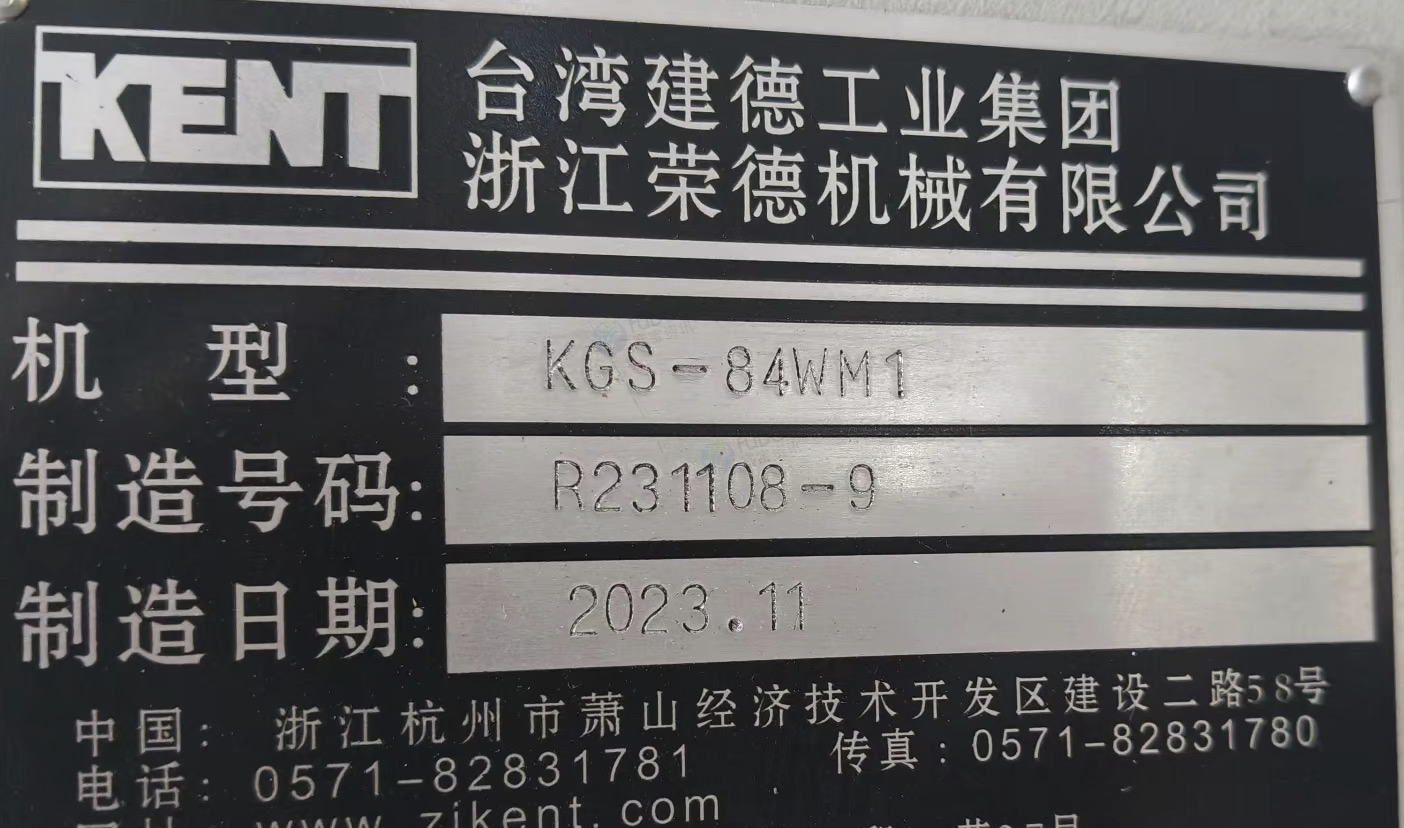 KENT
台湾建德工业集团
浙江荣德机械有限公司
机 型 : KGS-84WM1
制造号码: R231108-9
制造日期: 2023.11
中国: 浙江杭州市萧山经济技术开发区建设二路58号
电话: 0571-82831781 传真: 0571-82831780
www.zjkent.com